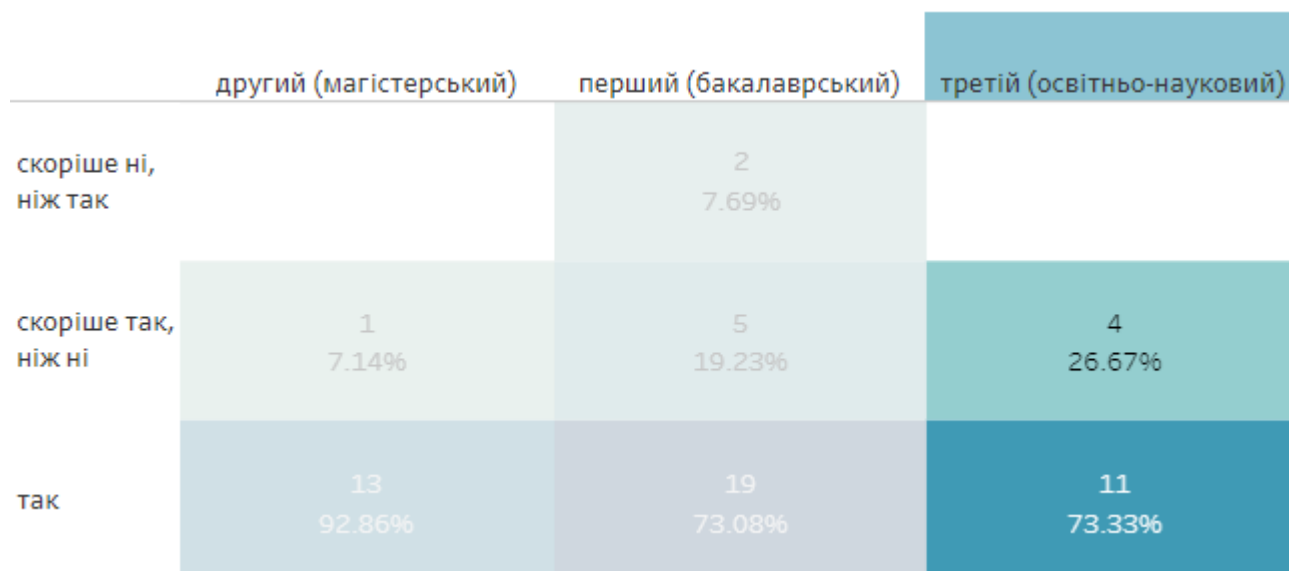 другий (магістерський) перший (бакалаврський) третій (освітньо-науковий)
скоріше ні,
ніж так
2
7.69%
скоріше так,
ніж ні
1 5 4
7.14% 19.23% 26.67%
так
13 19 11
92.86% 73.08% 73.33%